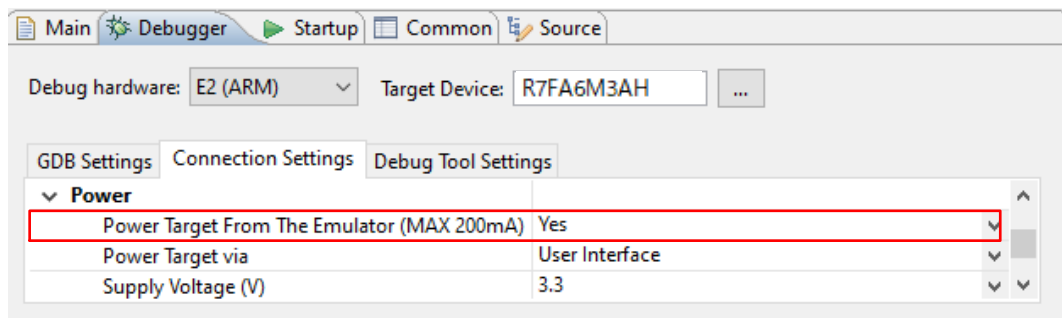 Main Debugger Startup Common Source
Debug hardware: E2 (ARM) Target Device: R7FA6M3AH ...
GDB Settings Connection Settings Debug Tool Settings
Power
Power Target From The Emulator (MAX 200mA) Yes
Power Target via User Interface
Supply Voltage (V) 3.3